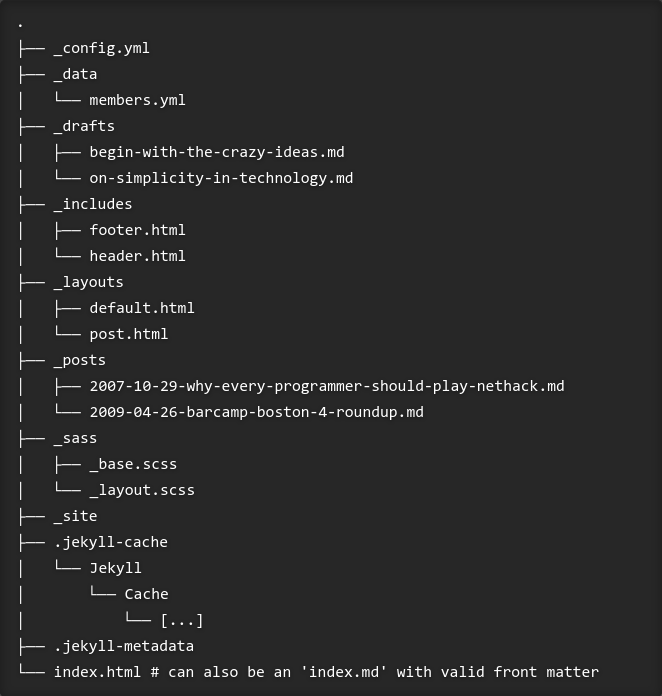 .
├── _config.yml
├── _data
│   └── members.yml
├── _drafts
│   ├── begin-with-the-crazy-ideas.md
│   └── on-simplicity-in-technology.md
├── _includes
│   ├── footer.html
│   └── header.html
├── _layouts
│   ├── default.html
│   └── post.html
├── _posts
│   ├── 2007-10-29-why-every-programmer-should-play-nethack.md
│   └── 2009-04-26-barcamp-boston-4-roundup.md
├── _sass
│   ├── _base.scss
│   └── _layout.scss
├── _site
├── .jekyll-cache
│   └── Jekyll
│       └── Cache
│           └── [...]
├── .jekyll-metadata
└── index.html # can also be an 'index.md' with valid front matter